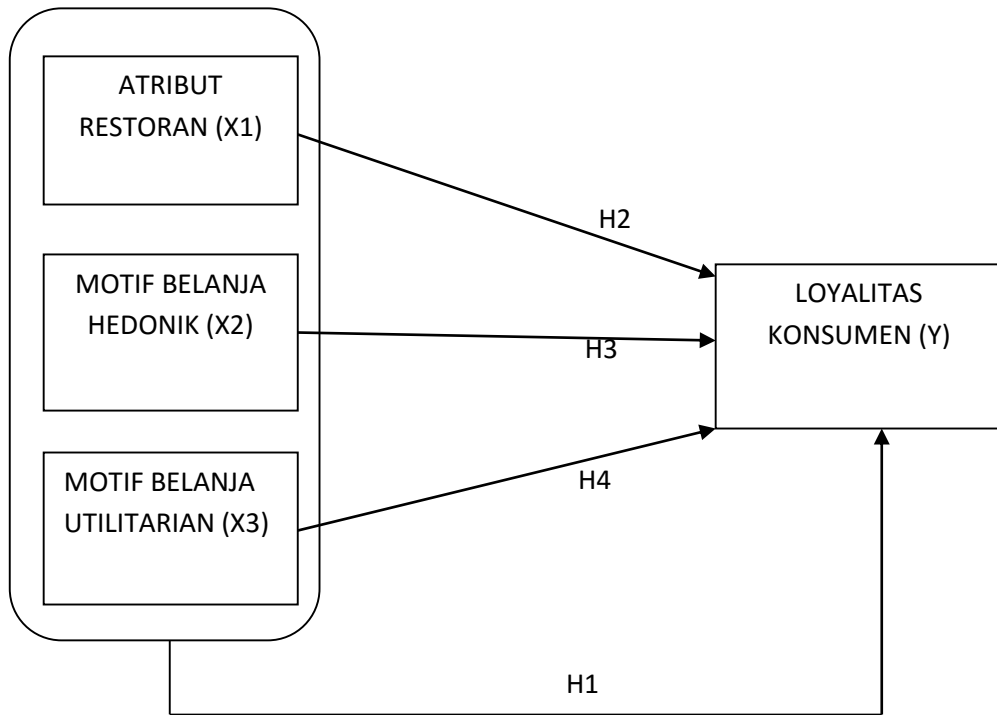 ATRIBUT
RESTORAN (X1)
H2
MOTIF BELANJA
HEDONIK (X2)
LOYALITAS
KONSUMEN (Y)
H3
MOTIF BELANJA
UTILITARIAN (X3)
H4
H1